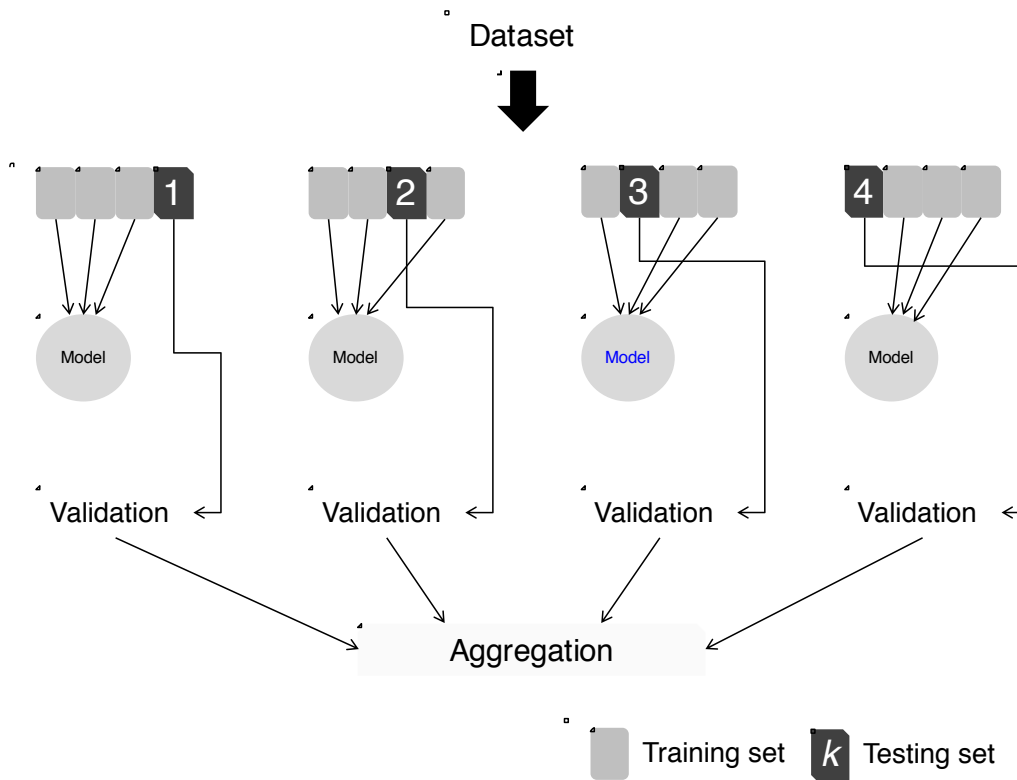 Dataset
1 2 3 4
Model Model Model Model
Validation Validation Validation Validation
Aggregation
Training set k Testing set